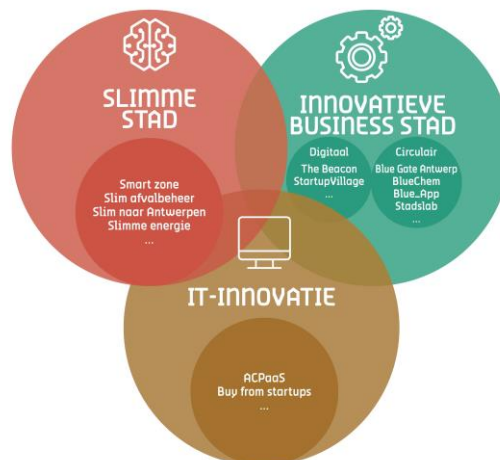 SLIMME
STAD
Smart zone
Slim afvalbeheer
Slim naar Antwerpen
Slimme energie
...
INNOVATIEVE
BUSINESS STAD
Digitaal
The Beacon
StartupVillage
...
Circulair
Blue Gate Antwerp
BlueChem
Blue_App
Stadslab
...
IT-INNOVATIE
ACPaaS
Buy from startups
...